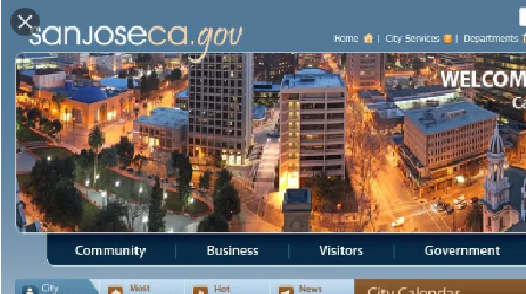 sanjoseca.gov
Home | City Services | Departments
WELCOM
Community Business Visitors Government
City Most Hot News City Calendar